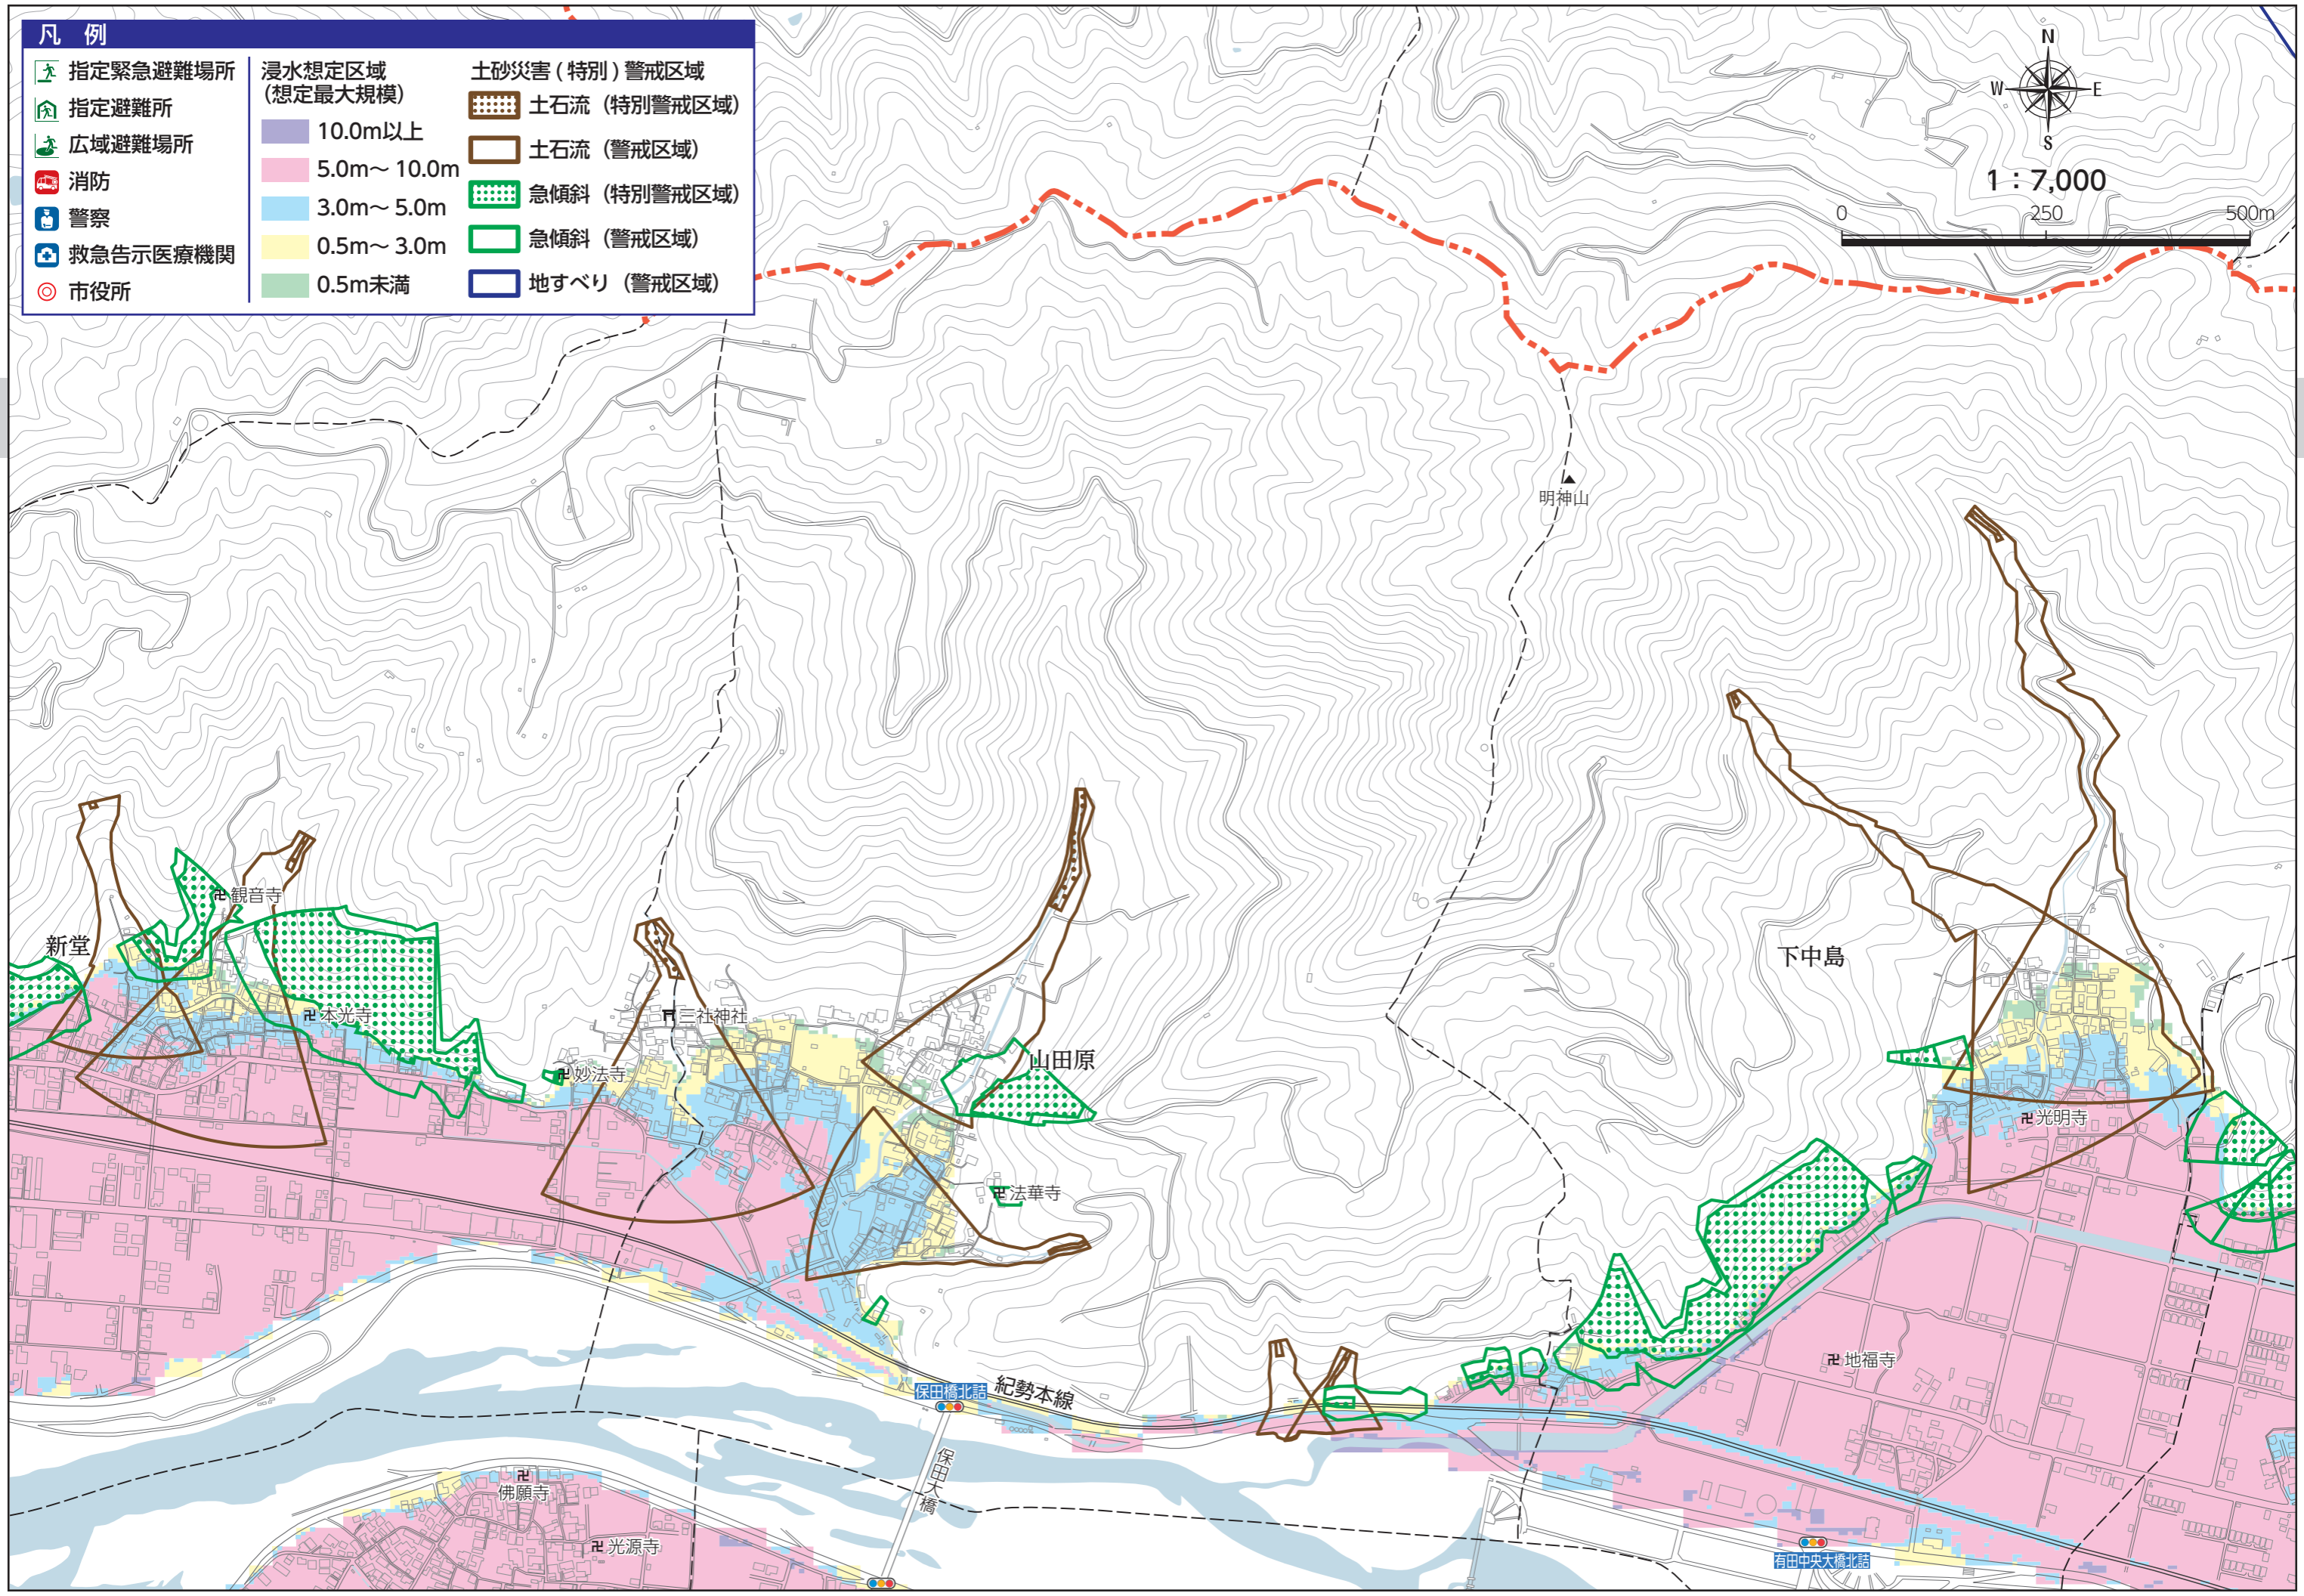 凡 例
指定緊急避難場所
指定避難所
広域避難場所
消防
警察
救急告示医療機関
市役所
浸水想定区域
(想定最大規模)
10.0m以上
5.0m～10.0m
3.0m～5.0m
0.5m～3.0m
0.5m未満
土砂災害(特別)警戒区域
土石流（特別警戒区域）
土石流（警戒区域）
急傾斜（特別警戒区域）
急傾斜（警戒区域）
地すべり（警戒区域）
N
W
E
S
1：7,000
0
250
500m
明神山
観音寺
新堂
本光寺
三社神社
妙法寺
山田原
法華寺
下中島
光明寺
地福寺
保田橋北詰
紀勢本線
保田大橋
佛願寺
光源寺
有田中央大橋北詰